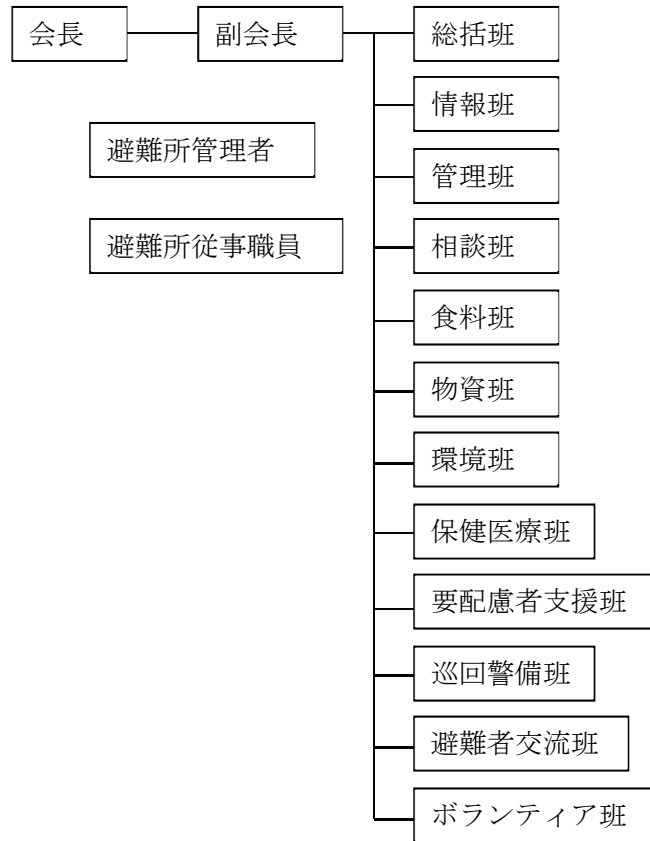 会長
副会長
総括班
情報班
避難所管理者
管理班
避難所従事職員
相談班
食料班
物資班
環境班
保健医療班
要配慮者支援班
巡回警備班
避難者交流班
ボランティア班